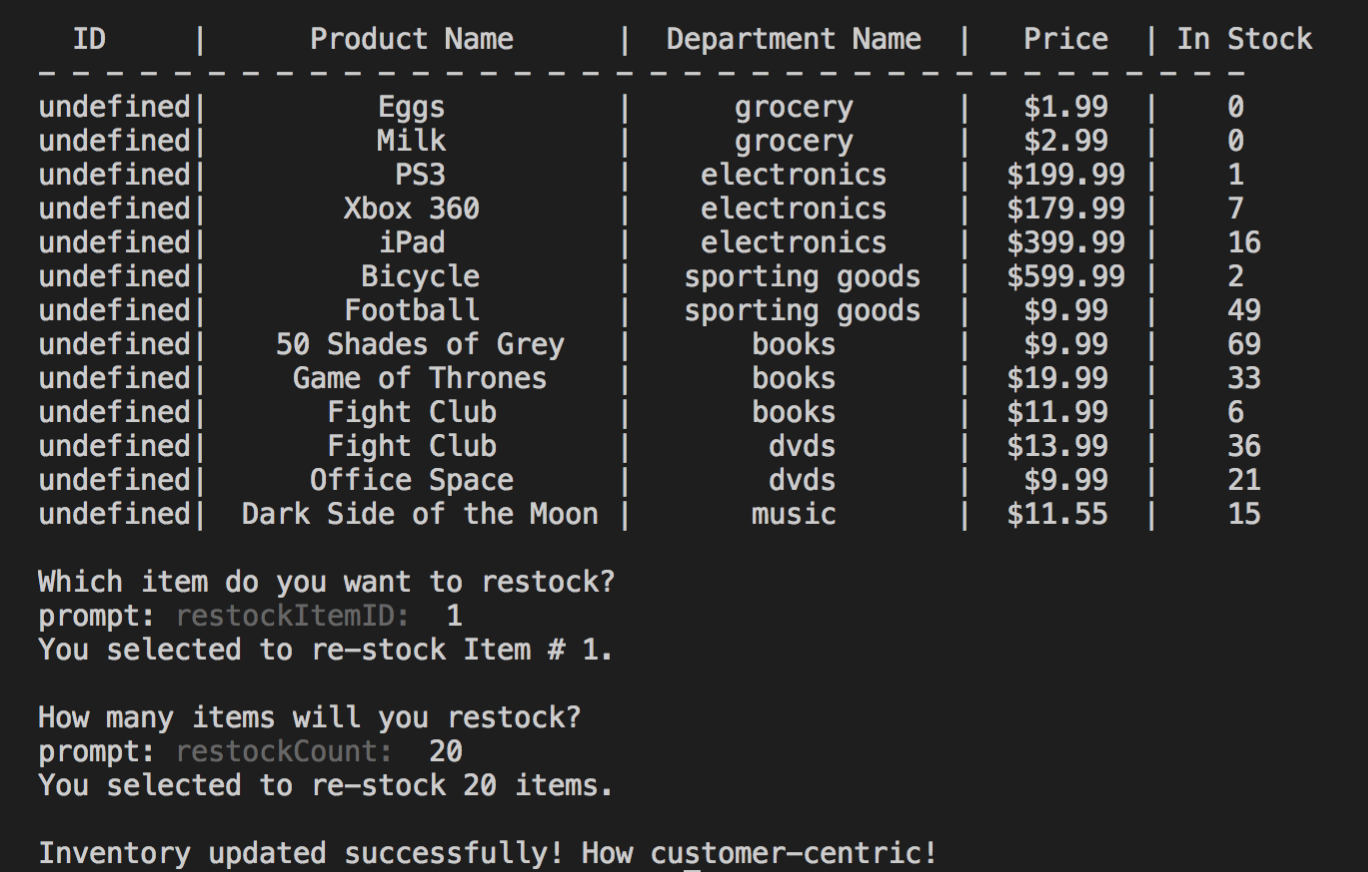 ID | Product Name | Department Name | Price | In Stock
- - - - - - - - - - - - - - - - - - - - - - - - - - - - - - - - - - - -
undefined| Eggs | grocery | $1.99 | 0
undefined| Milk | grocery | $2.99 | 0
undefined| PS3 | electronics | $199.99 | 1
undefined| Xbox 360 | electronics | $179.99 | 7
undefined| iPad | electronics | $399.99 | 16
undefined| Bicycle | sporting goods | $599.99 | 2
undefined| Football | sporting goods | $9.99 | 49
undefined| 50 Shades of Grey | books | $9.99 | 69
undefined| Game of Thrones | books | $19.99 | 33
undefined| Fight Club | books | $11.99 | 6
undefined| Fight Club | dvds | $13.99 | 36
undefined| Office Space | dvds | $9.99 | 21
undefined| Dark Side of the Moon | music | $11.55 | 15
Which item do you want to restock?
prompt: restockItemID: 1
You selected to re-stock Item # 1.
How many items will you restock?
prompt: restockCount: 20
You selected to re-stock 20 items.
Inventory updated successfully! How customer-centric!